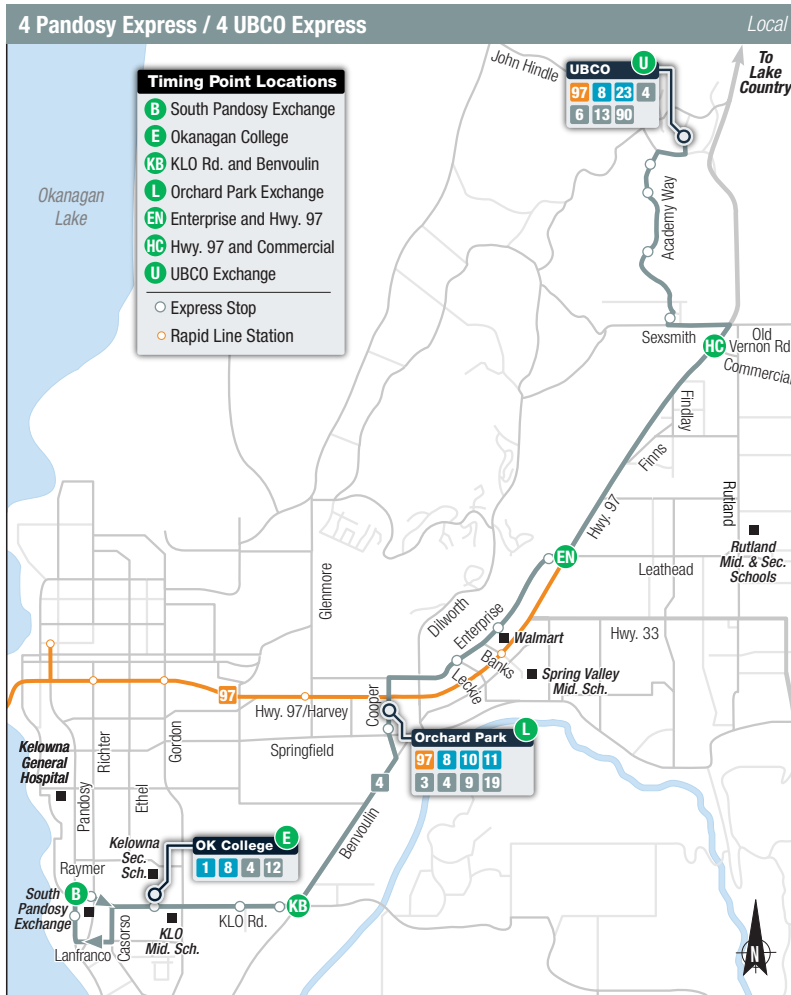 4 Pandosy Express / 4 UBCO Express
Local
John Hindle
UBCO
U
97 8 23 4
6 13 90
To
Lake
Country
Timing Point Locations
B South Pandosy Exchange
E Okanagan College
KB KLO Rd. and Benvoulin
L Orchard Park Exchange
EN Enterprise and Hwy. 97
HC Hwy. 97 and Commercial
U UBCO Exchange
Express Stop
Rapid Line Station
Okanagan
Lake
Academy Way
Sexsmith
HC
Old
Vernon Rd
Commercial
Findlay
Finns
Hwy. 97
Rutland
Rutland
Mid. & Sec.
Schools
EN
Leathead
Glenmore
Dilworth
Enterprise
Walmart
Hwy. 33
Banks
Leckie
Spring Valley
Mid. Sch.
97
Hwy. 97/Harvey
Cooper
Orchard Park
L
97 8 10 11
3 4 9 19
Springfield
Kelowna
General
Hospital
Pandosy
Richter
Ethel
Gordon
4
Benvoulin
Kelowna
Sec.
Sch.
OK College
E
1 8 4 12
Raymer
South
Pandosy
Exchange
B
KB
KLO Rd.
KLO
Mid. Sch.
Casorso
Lanfranco
N